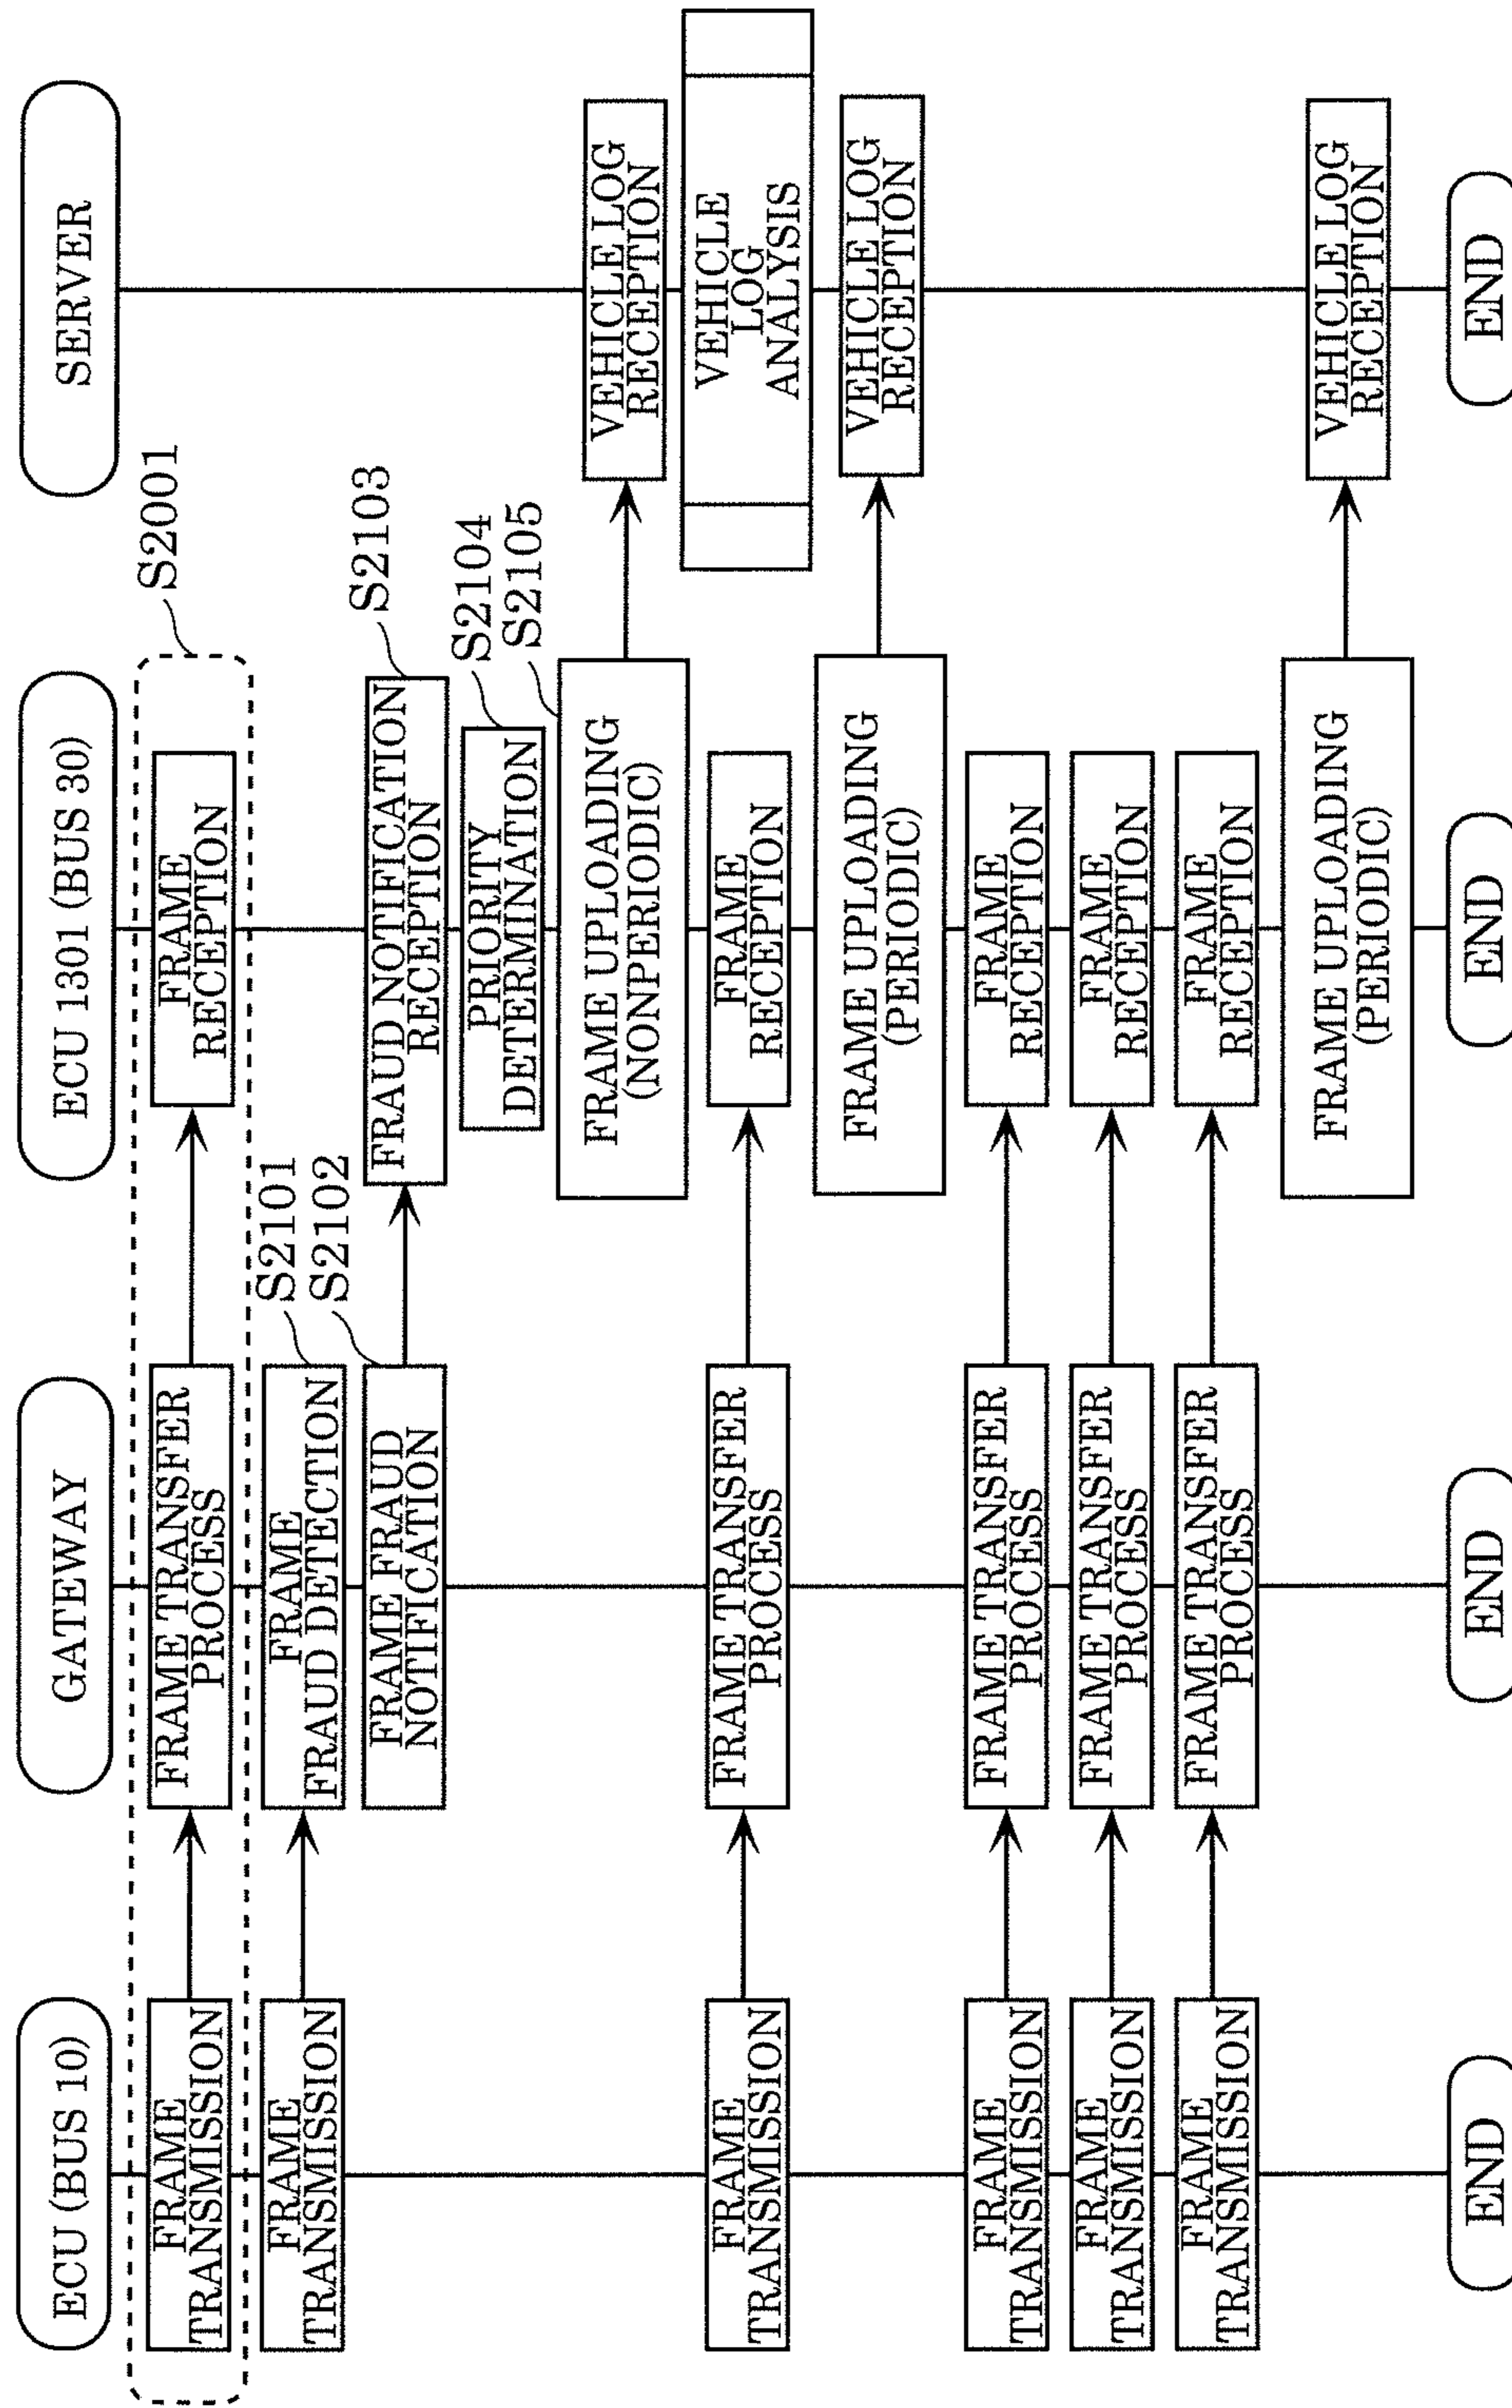 ECU (BUS 10)
GATEWAY
ECU 1301 (BUS 30)
SERVER
S2001
FRAME
TRANSMISSION
FRAME TRANSFER
PROCESS
FRAME
RECEPTION
FRAME
TRANSMISSION
FRAME
FRAUD DETECTION
S2101
FRAME FRAUD
NOTIFICATION
S2102
FRAUD NOTIFICATION
RECEPTION
S2103
PRIORITY
DETERMINATION
S2104
FRAME UPLOADING
(NONPERIODIC)
S2105
VEHICLE LOG
RECEPTION
VEHICLE
LOG
ANALYSIS
FRAME
TRANSMISSION
FRAME TRANSFER
PROCESS
FRAME
RECEPTION
FRAME UPLOADING
(PERIODIC)
VEHICLE LOG
RECEPTION
FRAME
TRANSMISSION
FRAME TRANSFER
PROCESS
FRAME
RECEPTION
FRAME
TRANSMISSION
FRAME TRANSFER
PROCESS
FRAME
RECEPTION
FRAME
TRANSMISSION
FRAME TRANSFER
PROCESS
FRAME
RECEPTION
FRAME UPLOADING
(PERIODIC)
VEHICLE LOG
RECEPTION
END
END
END
END